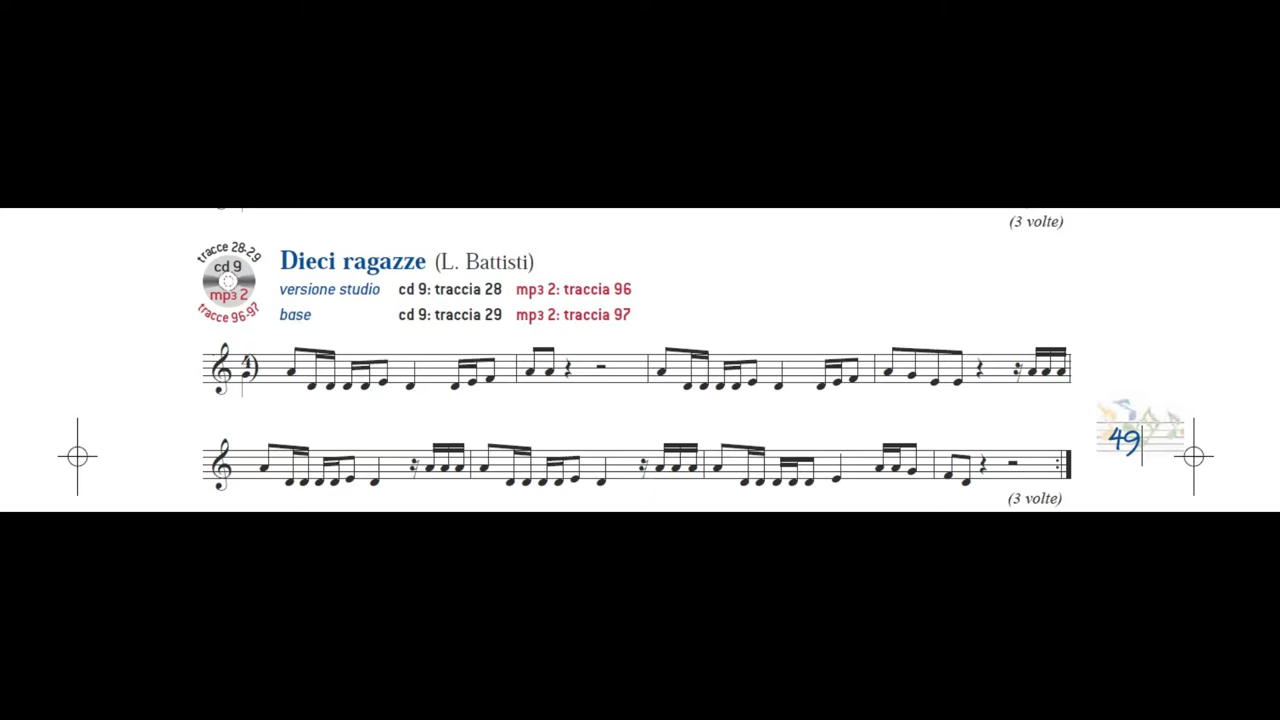 (3 volte)
tracce 28-29
cd 9
mp3 2
tracce 96-97
Dieci ragazze (L. Battisti)
versione studio cd 9: traccia 28 mp3 2: traccia 96
base cd 9: traccia 29 mp3 2: traccia 97
49
(3 volte)